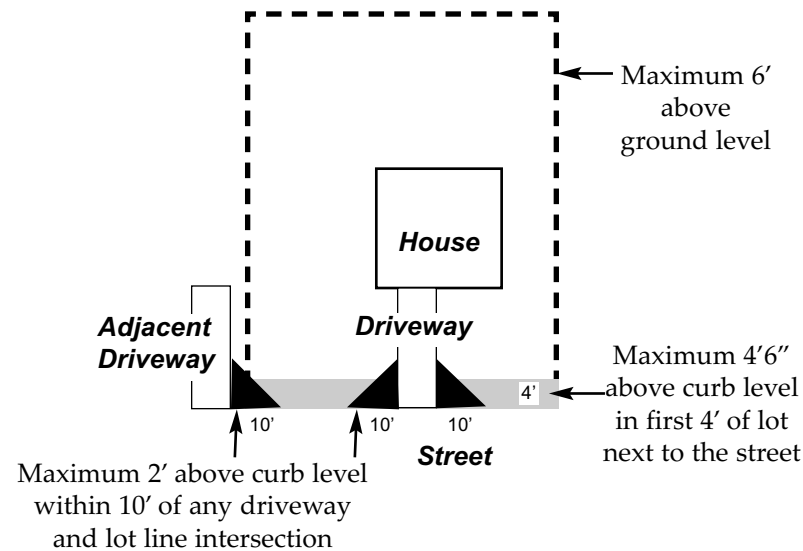 Maximum 6’
above
ground level
House
Adjacent
Driveway
Driveway
Maximum 4’6”
above curb level
in first 4’ of lot
next to the street
4’
10’
10’
10’
Street
Maximum 2’ above curb level
within 10’ of any driveway
and lot line intersection